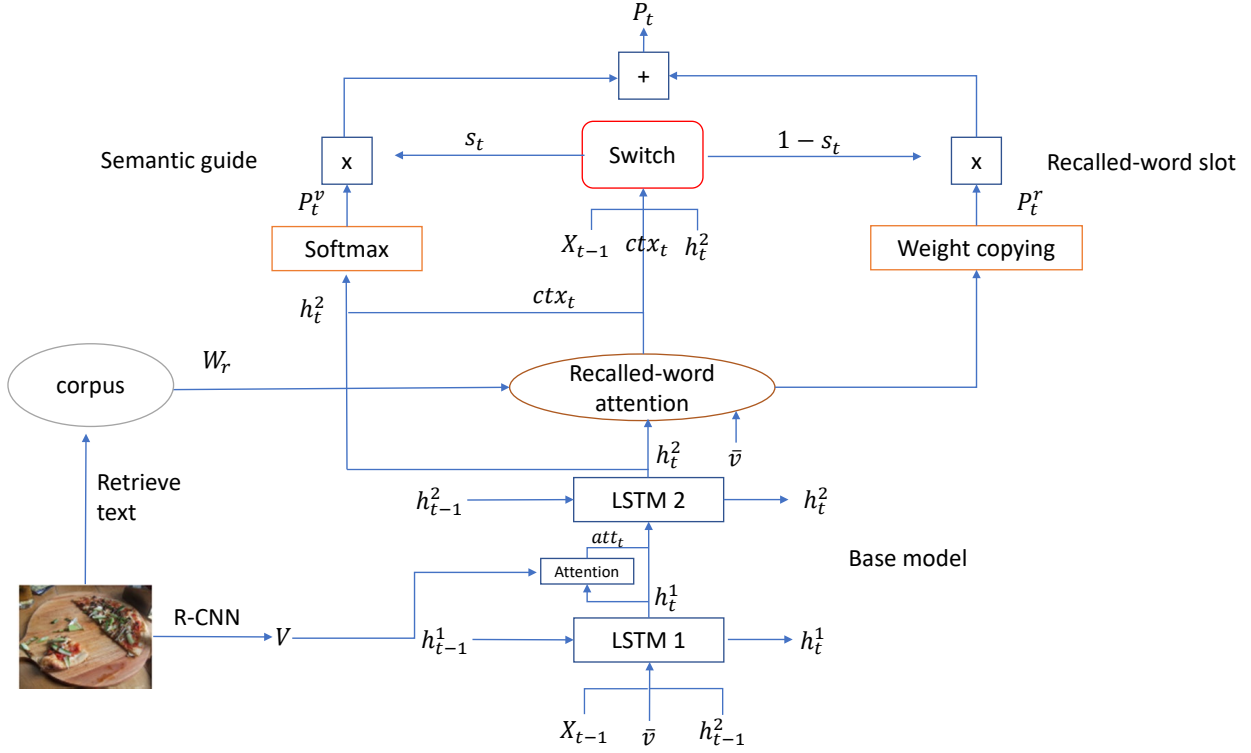 P_t
+
s_t
Switch
1 − s_t
Semantic guide
x
x
Recalled-word slot
P_t^v
P_t^r
Softmax
X_{t−1}
ctx_t
h_t^2
Weight copying
h_t^2
ctx_t
corpus
W_r
Recalled-word
attention
h_t^2
v̄
Retrieve
text
h_{t−1}^2
LSTM 2
h_t^2
att_t
Attention
Base model
R-CNN
V
h_t^1
h_{t−1}^1
LSTM 1
h_t^1
X_{t−1}
v̄
h_{t−1}^2